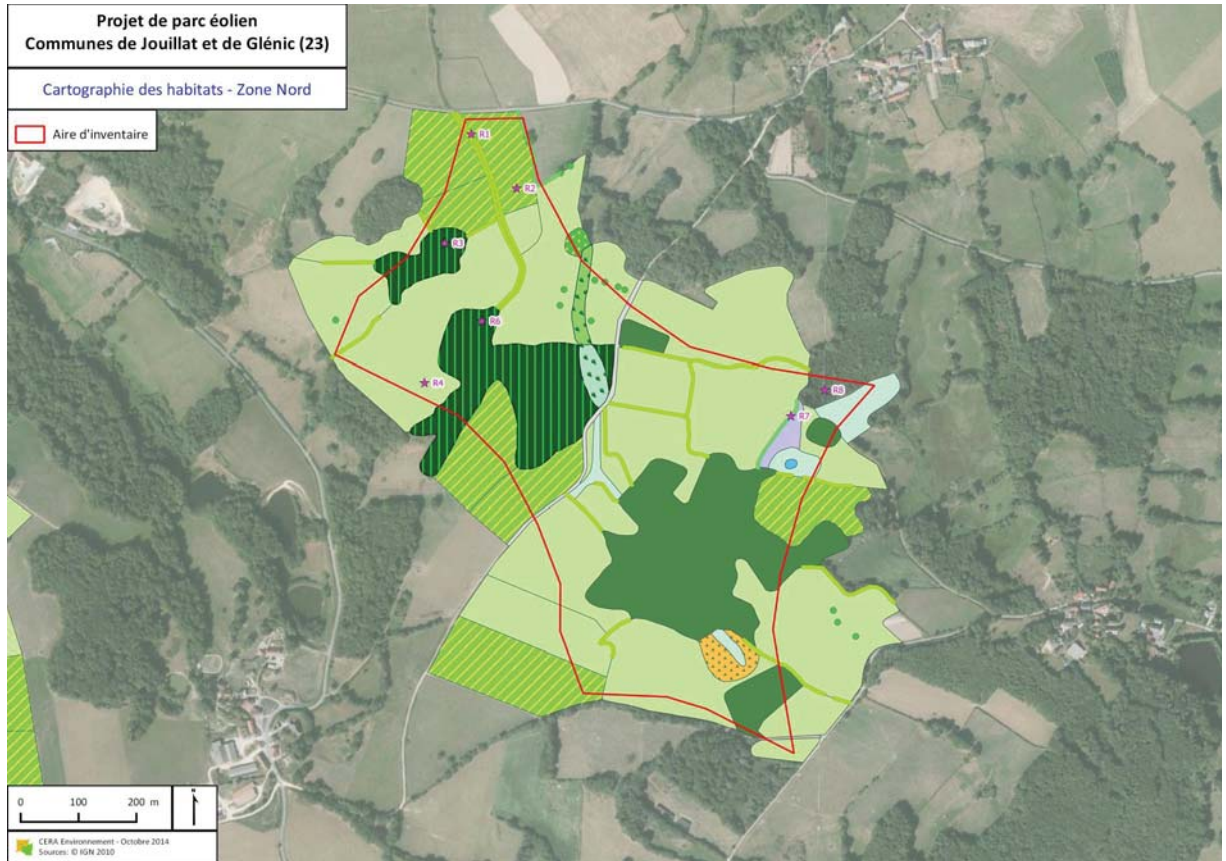 Projet de parc éolien
Communes de Jouillat et de Glénic (23)
Cartographie des habitats - Zone Nord
Aire d'inventaire
R1
R2
R3
R6
R4
R8
R7
0 100 200 m
N
CERA Environnement - Octobre 2014
Sources: © IGN 2010